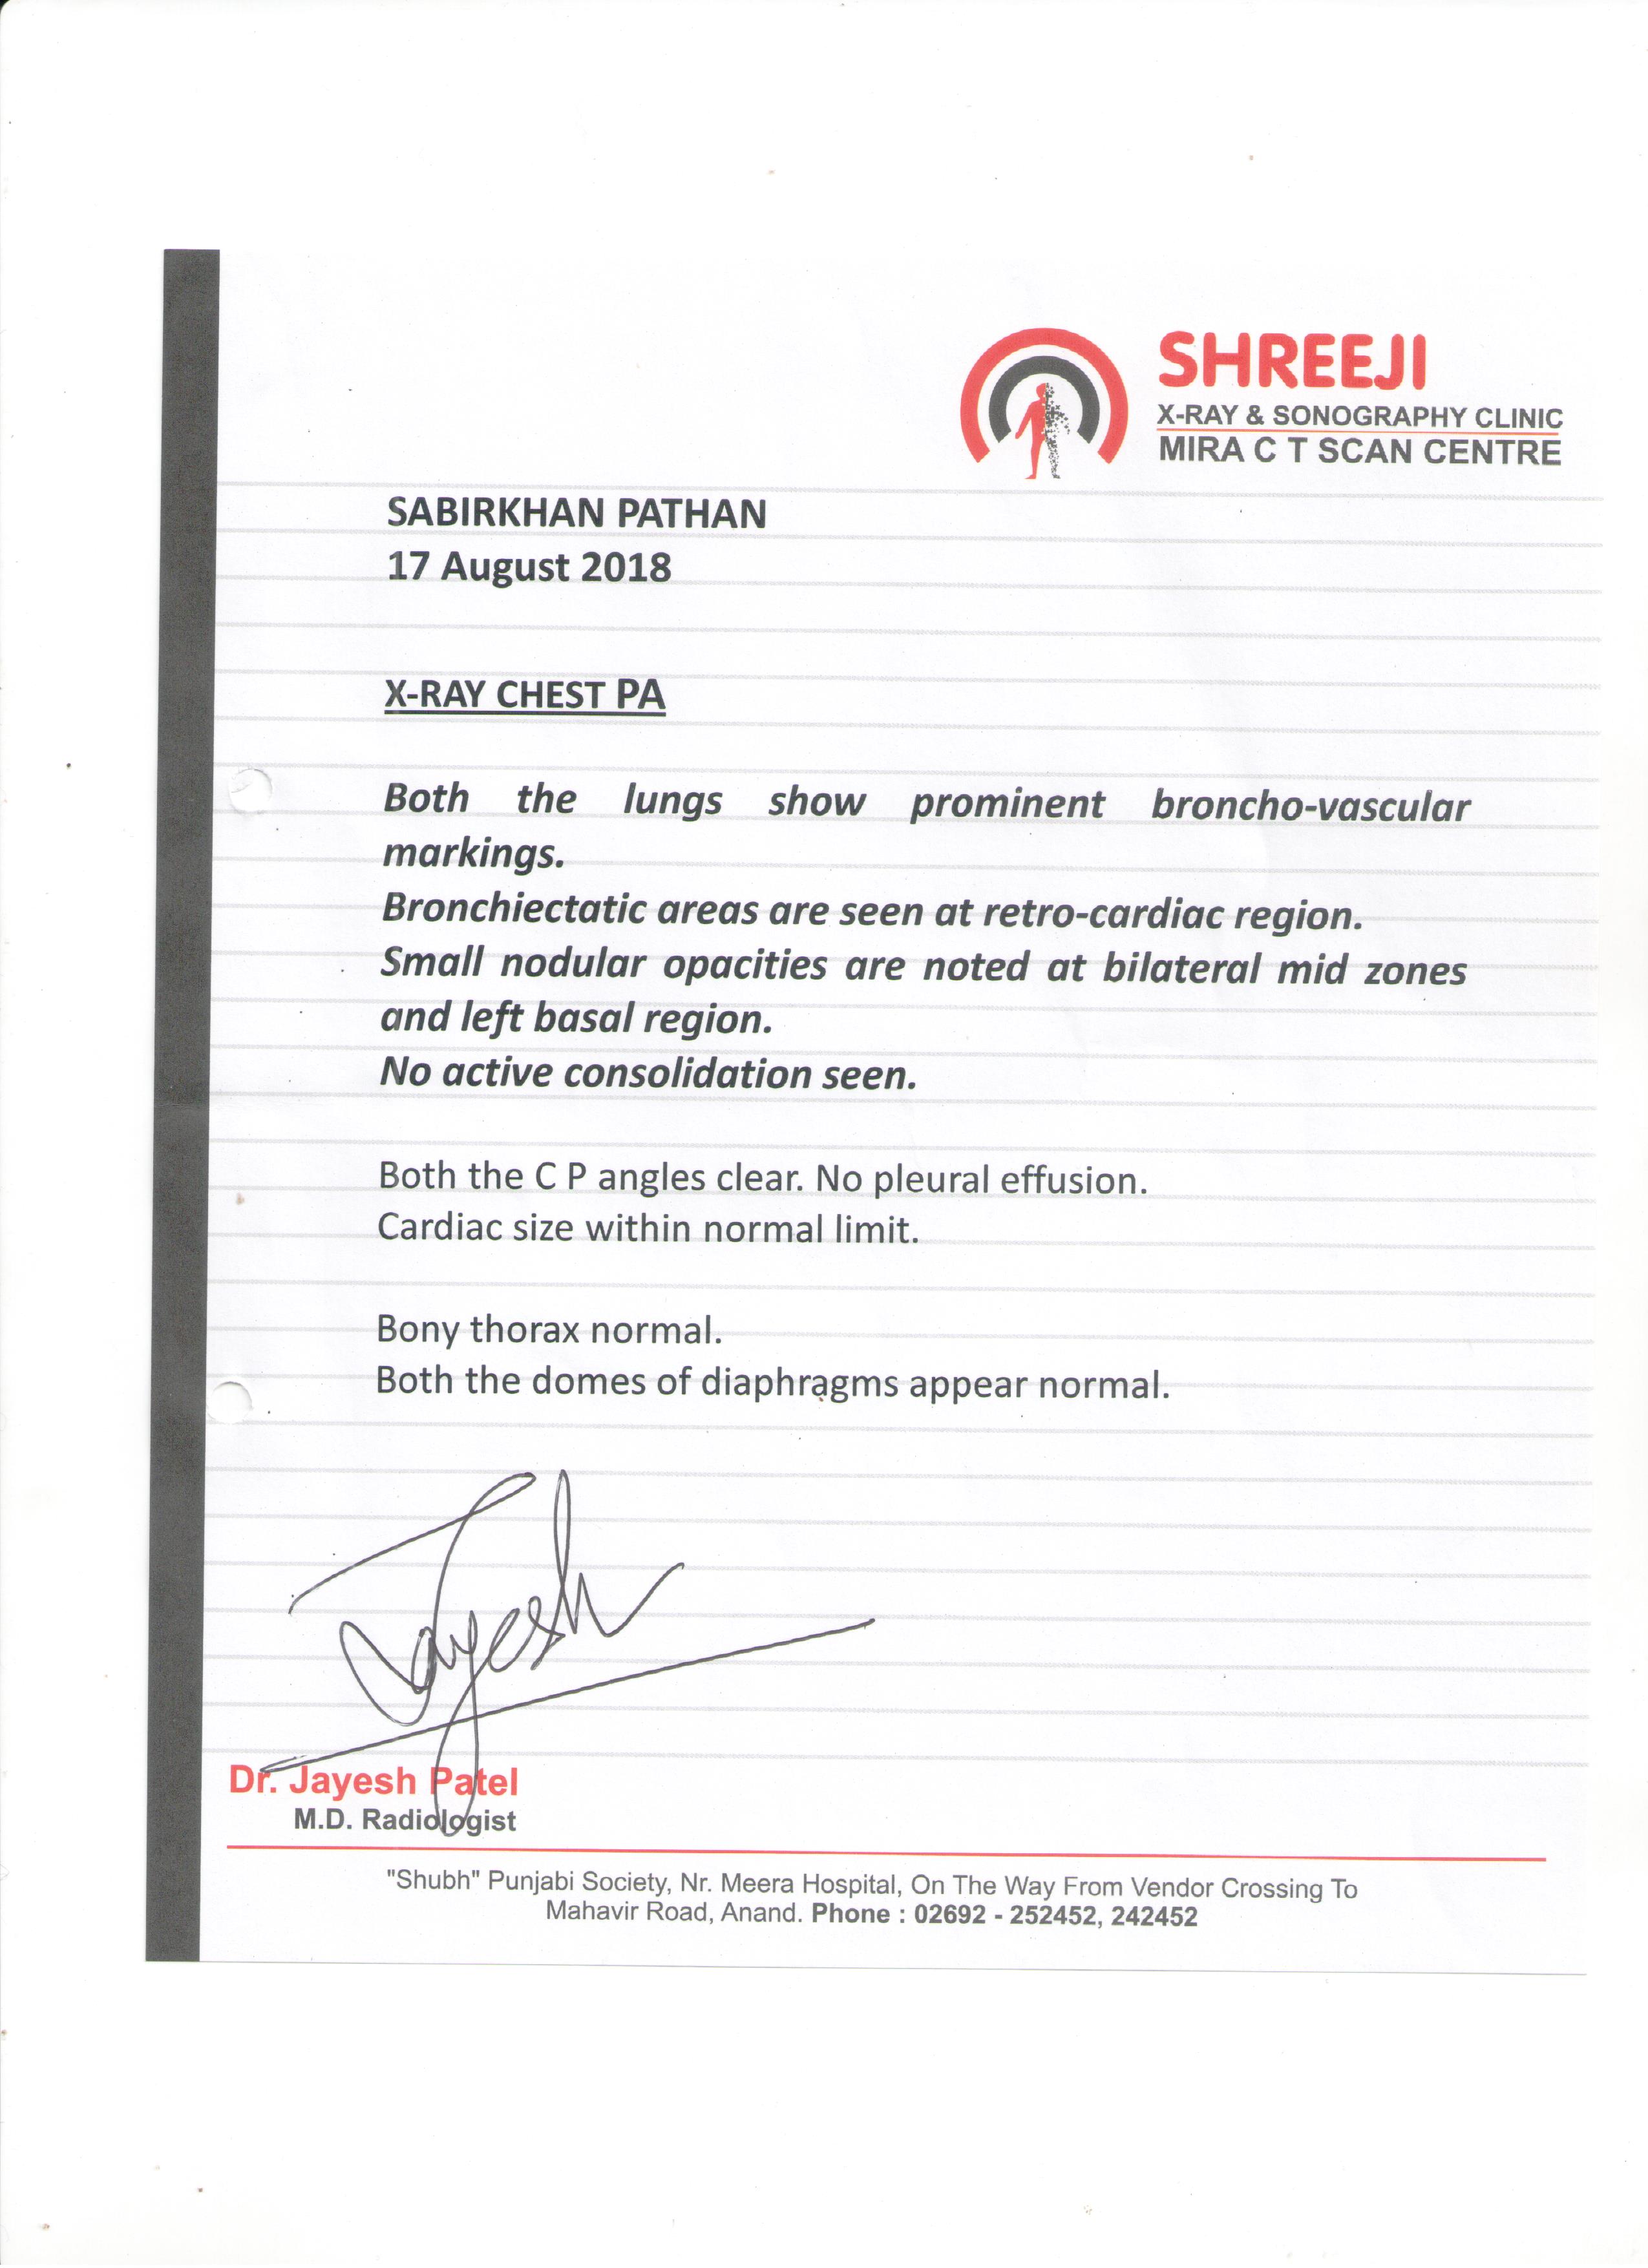 SHREEJI
X-RAY & SONOGRAPHY CLINIC
MIRA C T SCAN CENTRE
SABIRKHAN PATHAN
17 August 2018
X-RAY CHEST PA
Both the lungs show prominent broncho-vascular
markings.
Bronchiectatic areas are seen at retro-cardiac region.
Small nodular opacities are noted at bilateral mid zones
and left basal region.
No active consolidation seen.
Both the C P angles clear. No pleural effusion.
Cardiac size within normal limit.
Bony thorax normal.
Both the domes of diaphragms appear normal.
Jayesh
Dr. Jayesh Patel
M.D. Radiologist
"Shubh" Punjabi Society, Nr. Meera Hospital, On The Way From Vendor Crossing To
Mahavir Road, Anand. Phone : 02692 - 252452, 242452